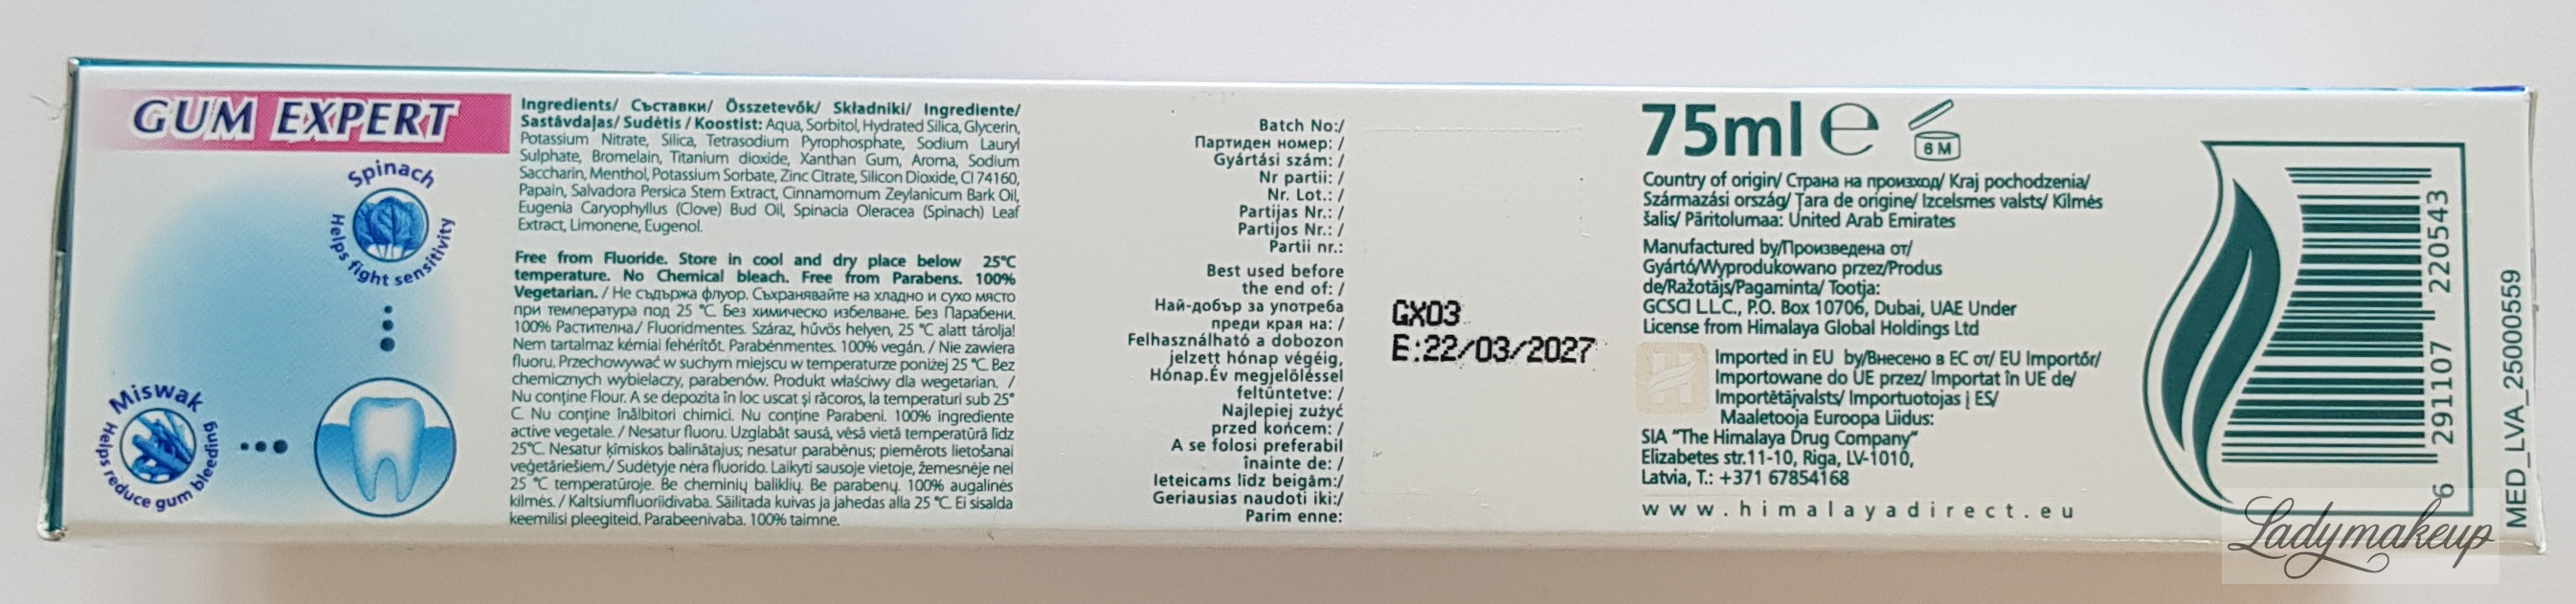 GUM EXPERT
Spinach
Helps fight sensitivity
Miswak
Helps reduce gum bleeding
Ingredients/ Съставки/ Összetevők/ Składniki/ Ingrediente/
Sastāvdaļas/ Sudėtis / Koostist: Aqua, Sorbitol, Hydrated Silica, Glycerin,
Potassium Nitrate, Silica, Tetrasodium Pyrophosphate, Sodium Lauryl
Sulphate, Bromelain, Titanium dioxide, Xanthan Gum, Aroma, Sodium
Saccharin, Menthol, Potassium Sorbate, Zinc Citrate, Silicon Dioxide, CI 74160,
Papain, Salvadora Persica Stem Extract, Cinnamomum Zeylanicum Bark Oil,
Eugenia Caryophyllus (Clove) Bud Oil, Spinacia Oleracea (Spinach) Leaf
Extract, Limonene, Eugenol.
Free from Fluoride. Store in cool and dry place below 25°C
temperature. No Chemical bleach. Free from Parabens. 100%
Vegetarian. / Не съдържа флуор. Съхранявайте на хладно и сухо място
при температура под 25 °C. Без химическо избелване. Без Парабени.
100% Растителна./ Fluoridmentes. Száraz, hűvös helyen, 25 °C alatt tárolja!
Nem tartalmaz kémiai fehérítőt. Parabénmentes. 100% vegán. / Nie zawiera
fluoru. Przechowywać w suchym miejscu w temperaturze poniżej 25 °C. Bez
chemicznych wybielaczy, parabenów. Produkt właściwy dla wegetarian. /
Nu conține Flour. A se depozita în loc uscat și răcoros, la temperaturi sub 25°
C. Nu conține înălbitori chimici. Nu conține Parabeni. 100% ingrediente
active vegetale. / Nesatur fluoru. Uzglabāt sausā, vēsā vietā temperatūrā līdz
25°C. Nesatur ķīmiskos balinātajus; nesatur parabēnus; piemērots lietošanai
veģetāriešiem./ Sudėtyje nėra fluorido. Laikyti sausoje vietoje, žemesnėje nei
25 °C temperatūroje. Be cheminių baliklių. Be parabenų. 100% augalinės
kilmės. / Kaltsiumfluoriidivaba. Säilitada kuivas ja jahedas alla 25 °C. Ei sisalda
keemilisi pleegiteid. Parabeenivaba. 100% taimne.
Batch No:/
Партиден номер: /
Gyártási szám: /
Nr partii: /
Nr. Lot.: /
Partijas Nr.: /
Partijos Nr.: /
Partii nr.:
Best used before
the end of: /
Най-добър за употреба
преди края на: /
Felhasználható a dobozon
jelzett hónap végéig,
Hónap.Év megjelöléssel
feltüntetve: /
Najlepiej zużyć
przed końcem: /
A se folosi preferabil
înainte de: /
Ieteicams līdz beigām:/
Geriausias naudoti iki:/
Parim enne:
GX03
E:22/03/2027
75ml e
6 M
Country of origin/ Страна на произход/ Kraj pochodzenia/
Származási ország/ Țara de origine/ Izcelsmes valsts/ Kilmės
šalis/ Päritolumaa: United Arab Emirates
Manufactured by/Произведена от/
Gyártó/Wyprodukowano przez/Produs
de/Ražotājs/Pagaminta/ Tootja:
GCSCI L.L.C., P.O. Box 10706, Dubai, UAE Under
License from Himalaya Global Holdings Ltd
Imported in EU by/Внесено в ЕС от/ EU Importőr/
Importowane do UE przez/ Importat în UE de/
Importētājvalsts/ Importuotojas į ES/
Maaletooja Euroopa Liidus:
SIA "The Himalaya Drug Company"
Elizabetes str.11-10, Riga, LV-1010,
Latvia, T.: +371 67854168
www.himalayadirect.eu
6 291107 220543
MED_LVA_25000559
Ladymakeup